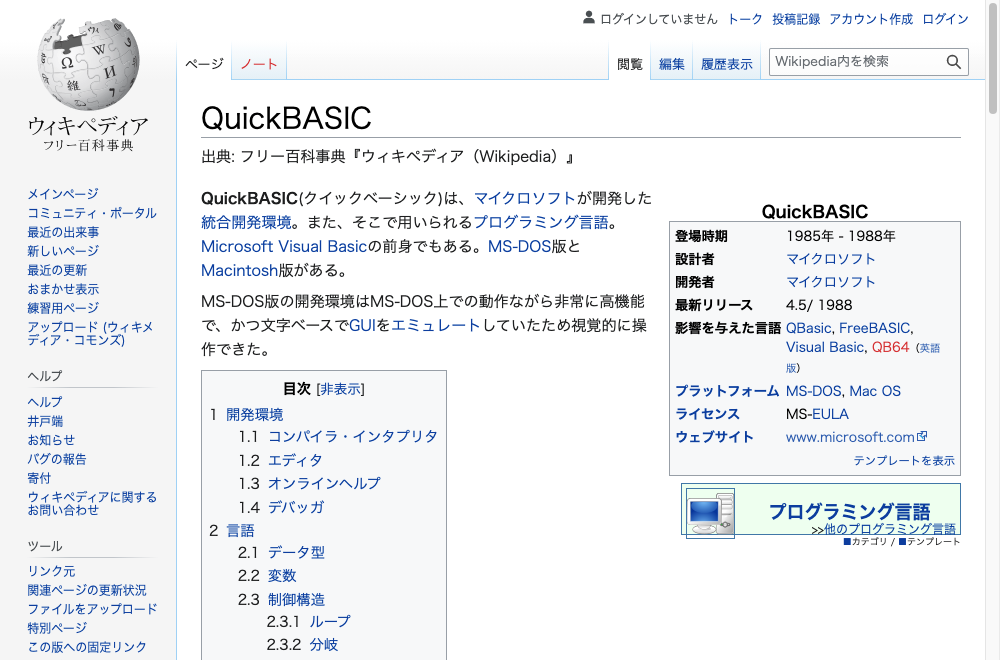 ログインしていません トーク 投稿記録 アカウント作成 ログイン
ページ ノート 閲覧 編集 履歴表示 Wikipedia内を検索
ウィキペディア
フリー百科事典
メインページ
コミュニティ・ポータル
最近の出来事
新しいページ
最近の更新
おまかせ表示
練習用ページ
アップロード (ウィキメ
ディア・コモンズ)
ヘルプ
ヘルプ
井戸端
お知らせ
バグの報告
寄付
ウィキペディアに関する
お問い合わせ
ツール
リンク元
関連ページの更新状況
ファイルをアップロード
特別ページ
この版への固定リンク
QuickBASIC
出典: フリー百科事典『ウィキペディア（Wikipedia）』
QuickBASIC(クイックベーシック)は、マイクロソフトが開発した
統合開発環境。また、そこで用いられるプログラミング言語。
Microsoft Visual Basicの前身でもある。MS-DOS版と
Macintosh版がある。
MS-DOS版の開発環境はMS-DOS上での動作ながら非常に高機能
で、かつ文字ベースでGUIをエミュレートしていたため視覚的に操
作できた。
目次 [非表示]
1 開発環境
1.1 コンパイラ・インタプリタ
1.2 エディタ
1.3 オンラインヘルプ
1.4 デバッガ
2 言語
2.1 データ型
2.2 変数
2.3 制御構造
2.3.1 ループ
2.3.2 分岐
QuickBASIC
登場時期 1985年 - 1988年
設計者 マイクロソフト
開発者 マイクロソフト
最新リリース 4.5/ 1988
影響を与えた言語 QBasic, FreeBASIC,
Visual Basic, QB64 (英語
版)
プラットフォーム MS-DOS, Mac OS
ライセンス MS-EULA
ウェブサイト www.microsoft.com
テンプレートを表示
プログラミング言語
>>他のプログラミング言語
■カテゴリ / ■テンプレート